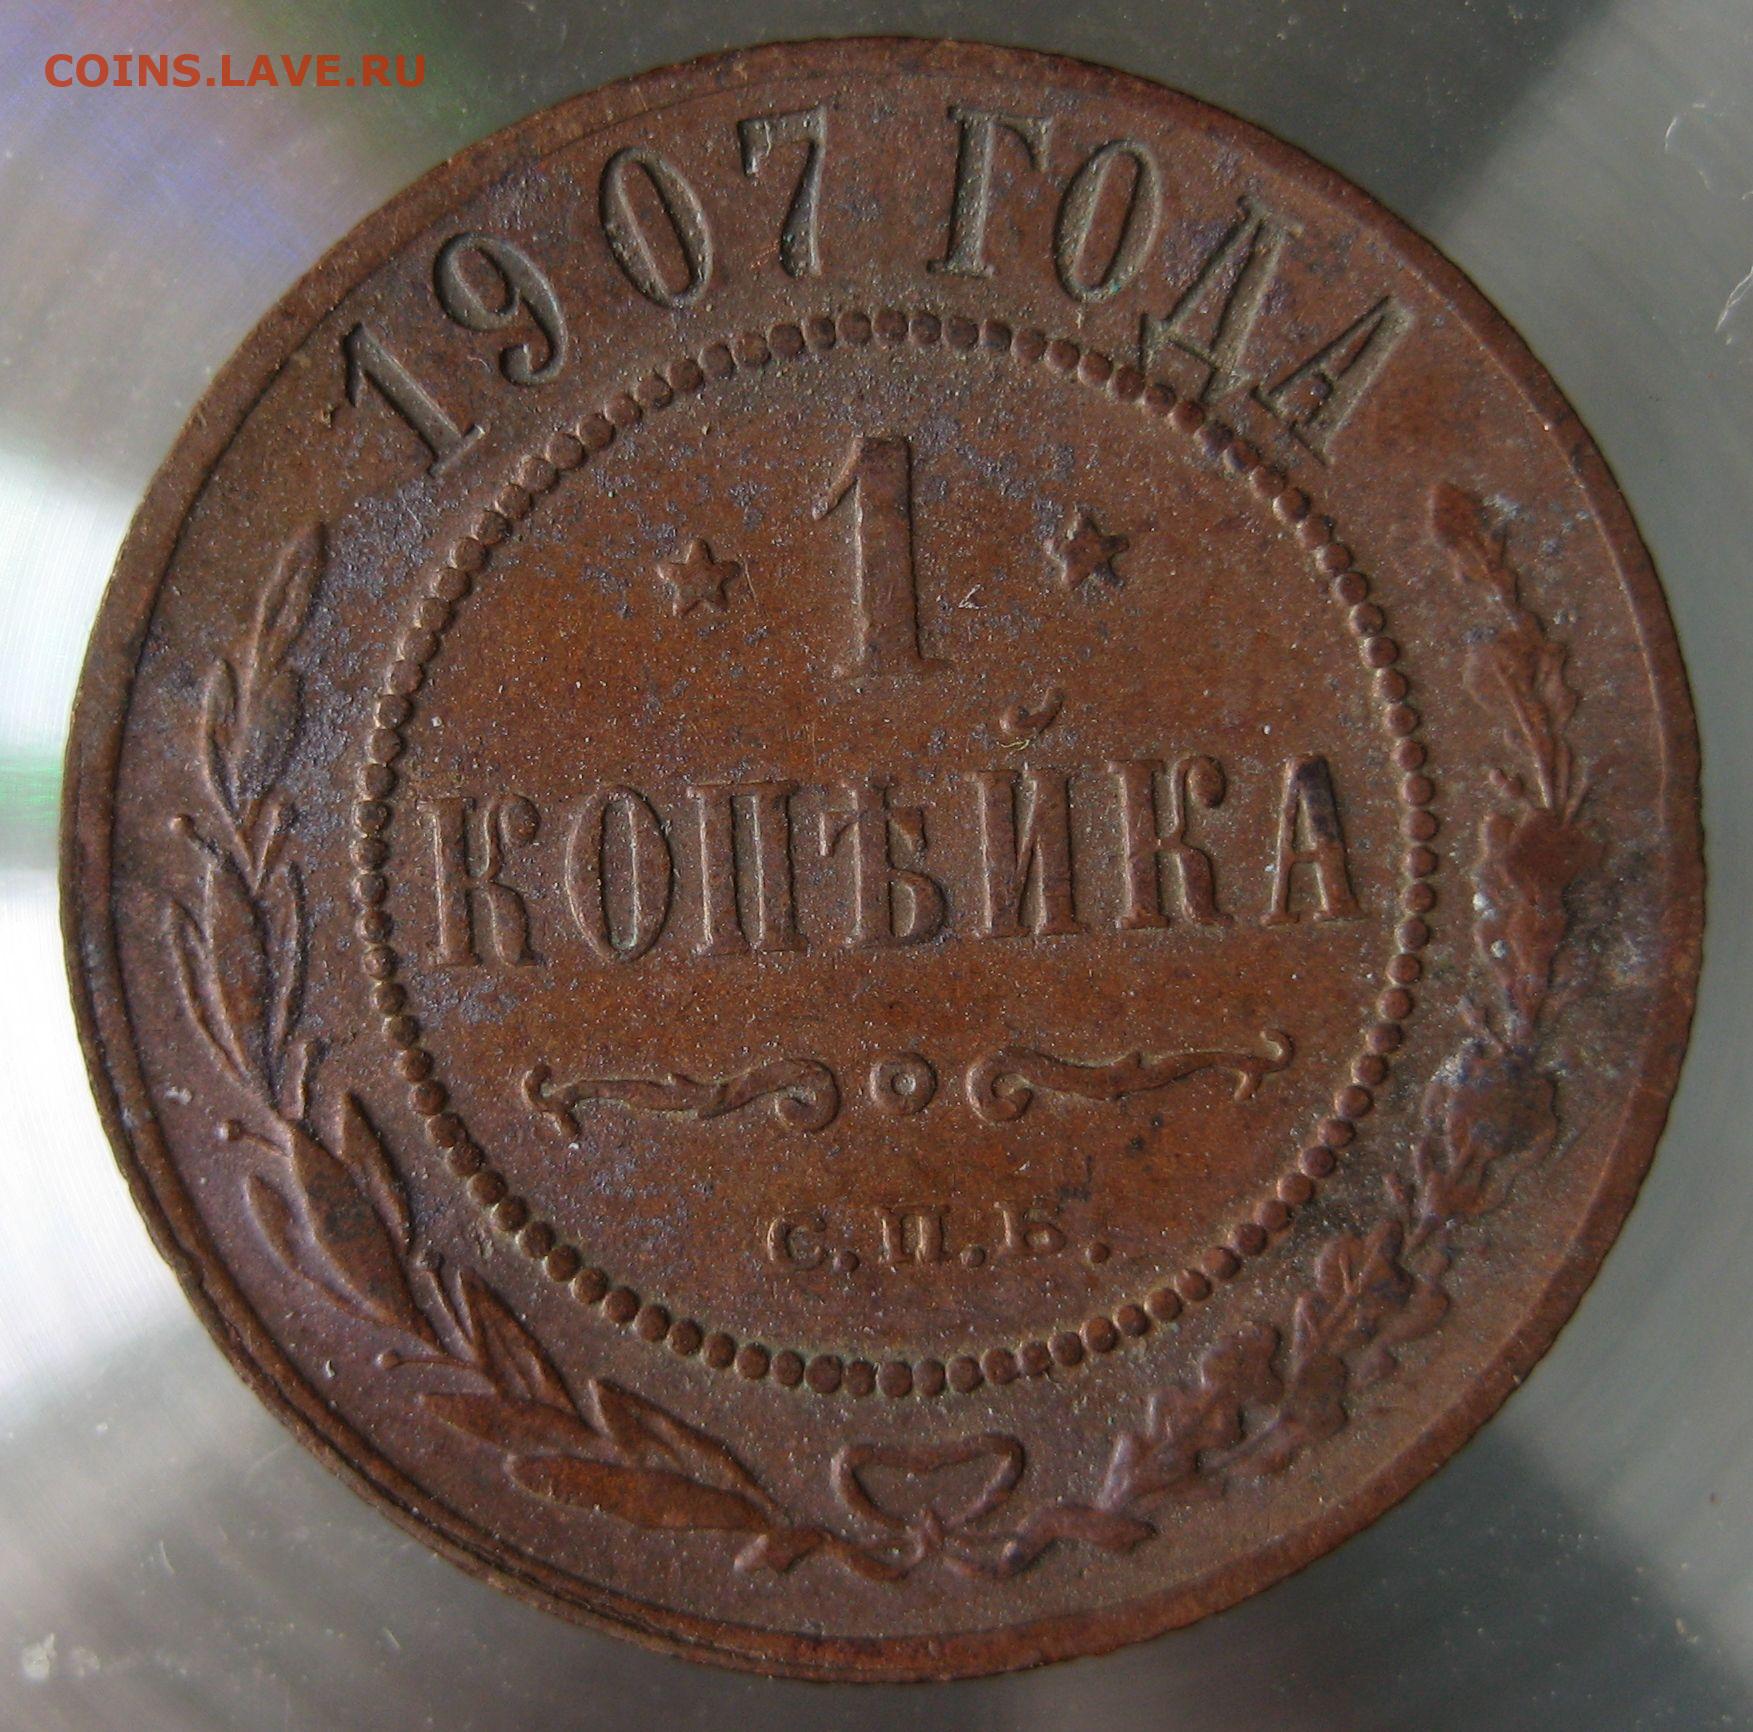 COINS.LAVE.RU
1907 ГОДА
1
КОПѢЙКА
С.П.Б.